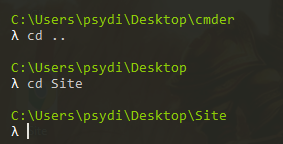 C:\Users\psydi\Desktop\cmder
λ cd ..
C:\Users\psydi\Desktop
λ cd Site
C:\Users\psydi\Desktop\Site
λ